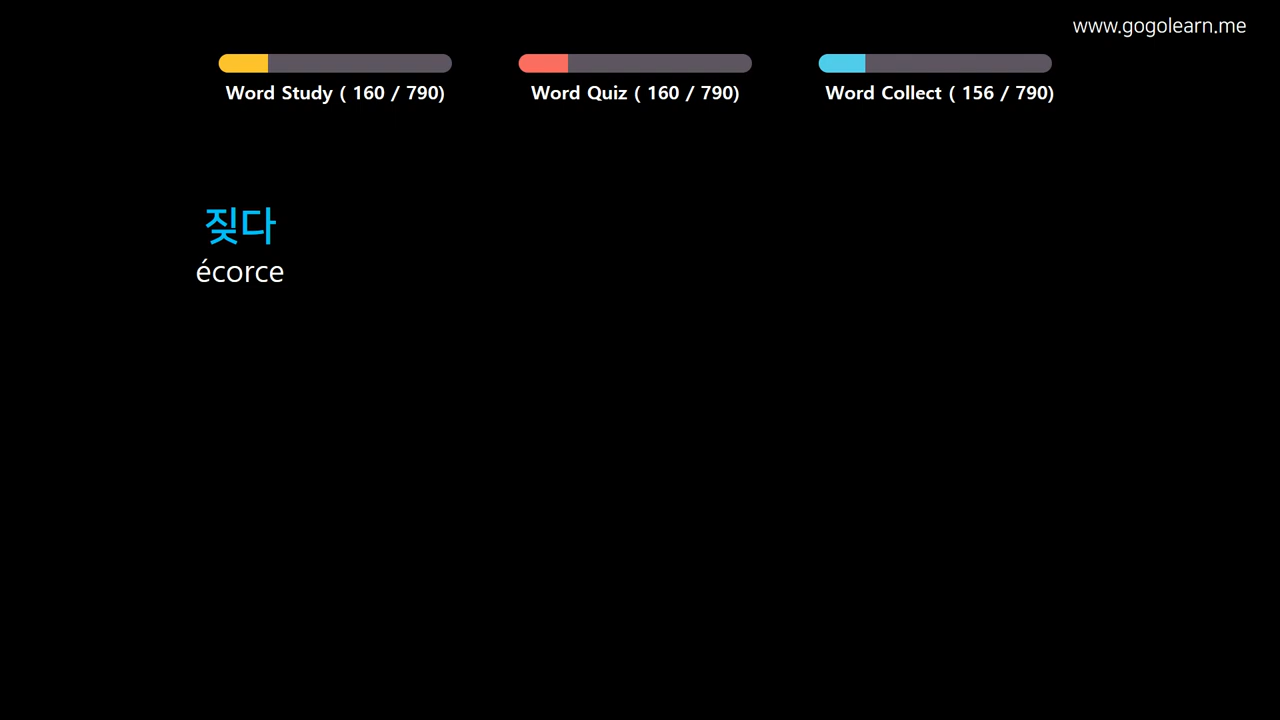 www.gogolearn.me
Word Study ( 160 / 790)
Word Quiz ( 160 / 790)
Word Collect ( 156 / 790)
짖다
écorce